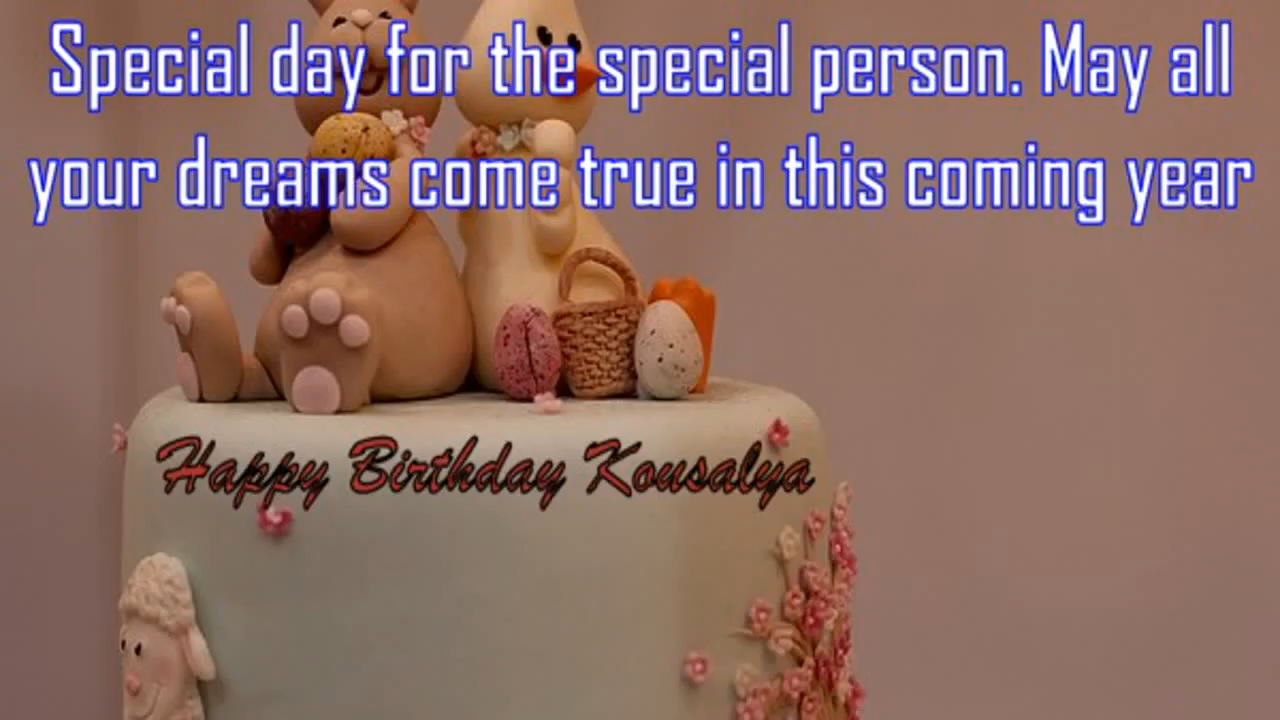 Special day for the special person. May all
your dreams come true in this coming year
Happy Birthday Kousalya